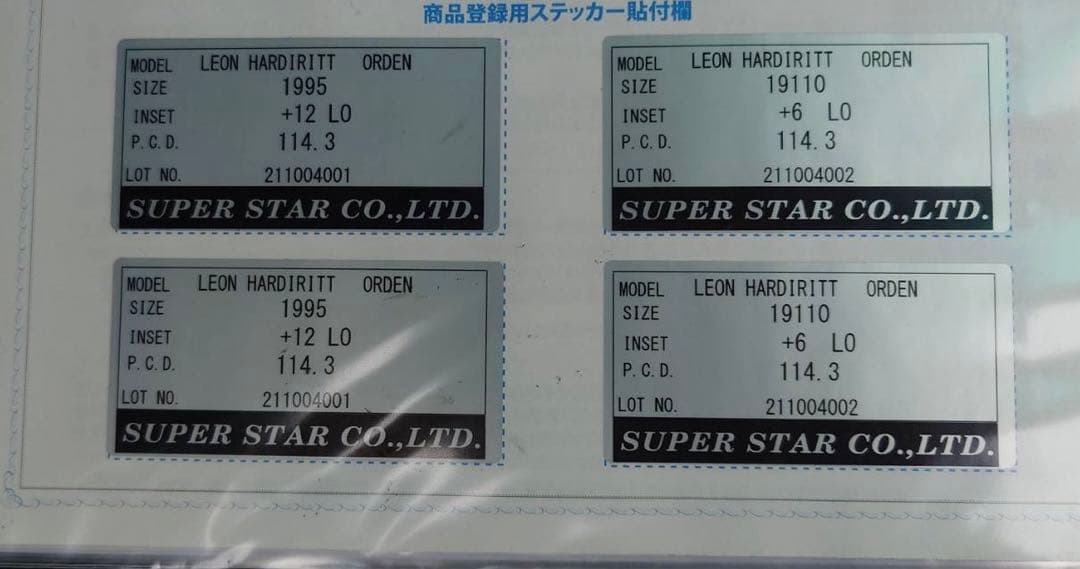 商品登録用ステッカー貼付欄
MODEL LEON HARDIRITT ORDEN
SIZE 1995
INSET +12 LO
P.C.D. 114.3
LOT NO. 211004001
SUPER STAR CO.,LTD.
MODEL LEON HARDIRITT ORDEN
SIZE 19110
INSET +6 LO
P.C.D. 114.3
LOT NO. 211004002
SUPER STAR CO.,LTD.
MODEL LEON HARDIRITT ORDEN
SIZE 1995
INSET +12 LO
P.C.D. 114.3
LOT NO. 211004001
SUPER STAR CO.,LTD.
MODEL LEON HARDIRITT ORDEN
SIZE 19110
INSET +6 LO
P.C.D. 114.3
LOT NO. 211004002
SUPER STAR CO.,LTD.